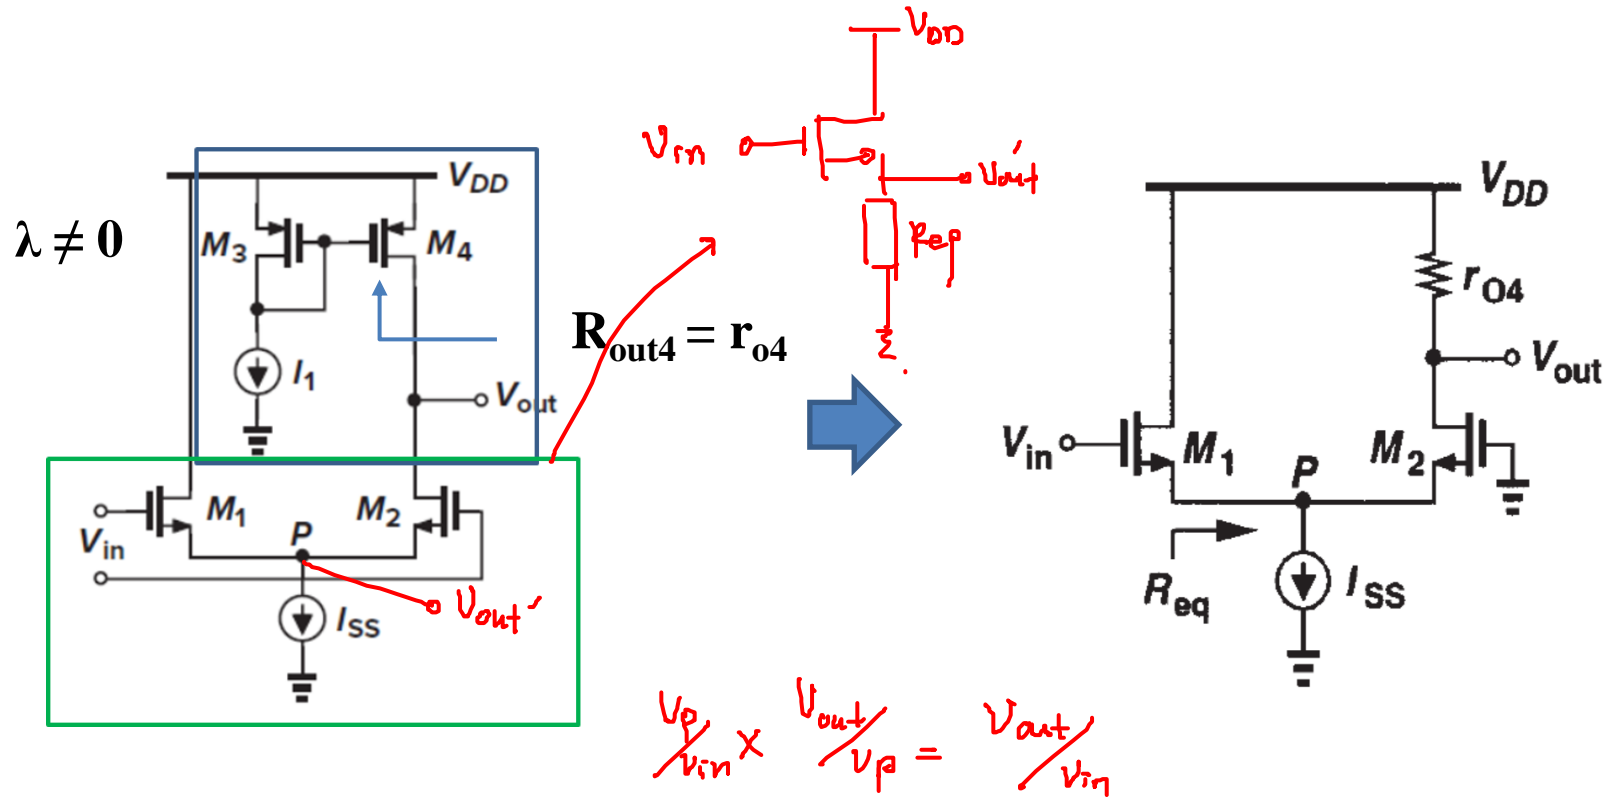 λ ≠ 0
V_DD
M_3
M_4
I_1
V_out
R_out4 = r_o4
V_in
M_1
M_2
P
I_SS
V_out'
V_DD
V_in
V_out'
R_eq
V_DD
r_O4
V_out
V_in
M_1
M_2
P
R_eq
I_SS
V_p/V_in × V_out/V_p = V_out/V_in